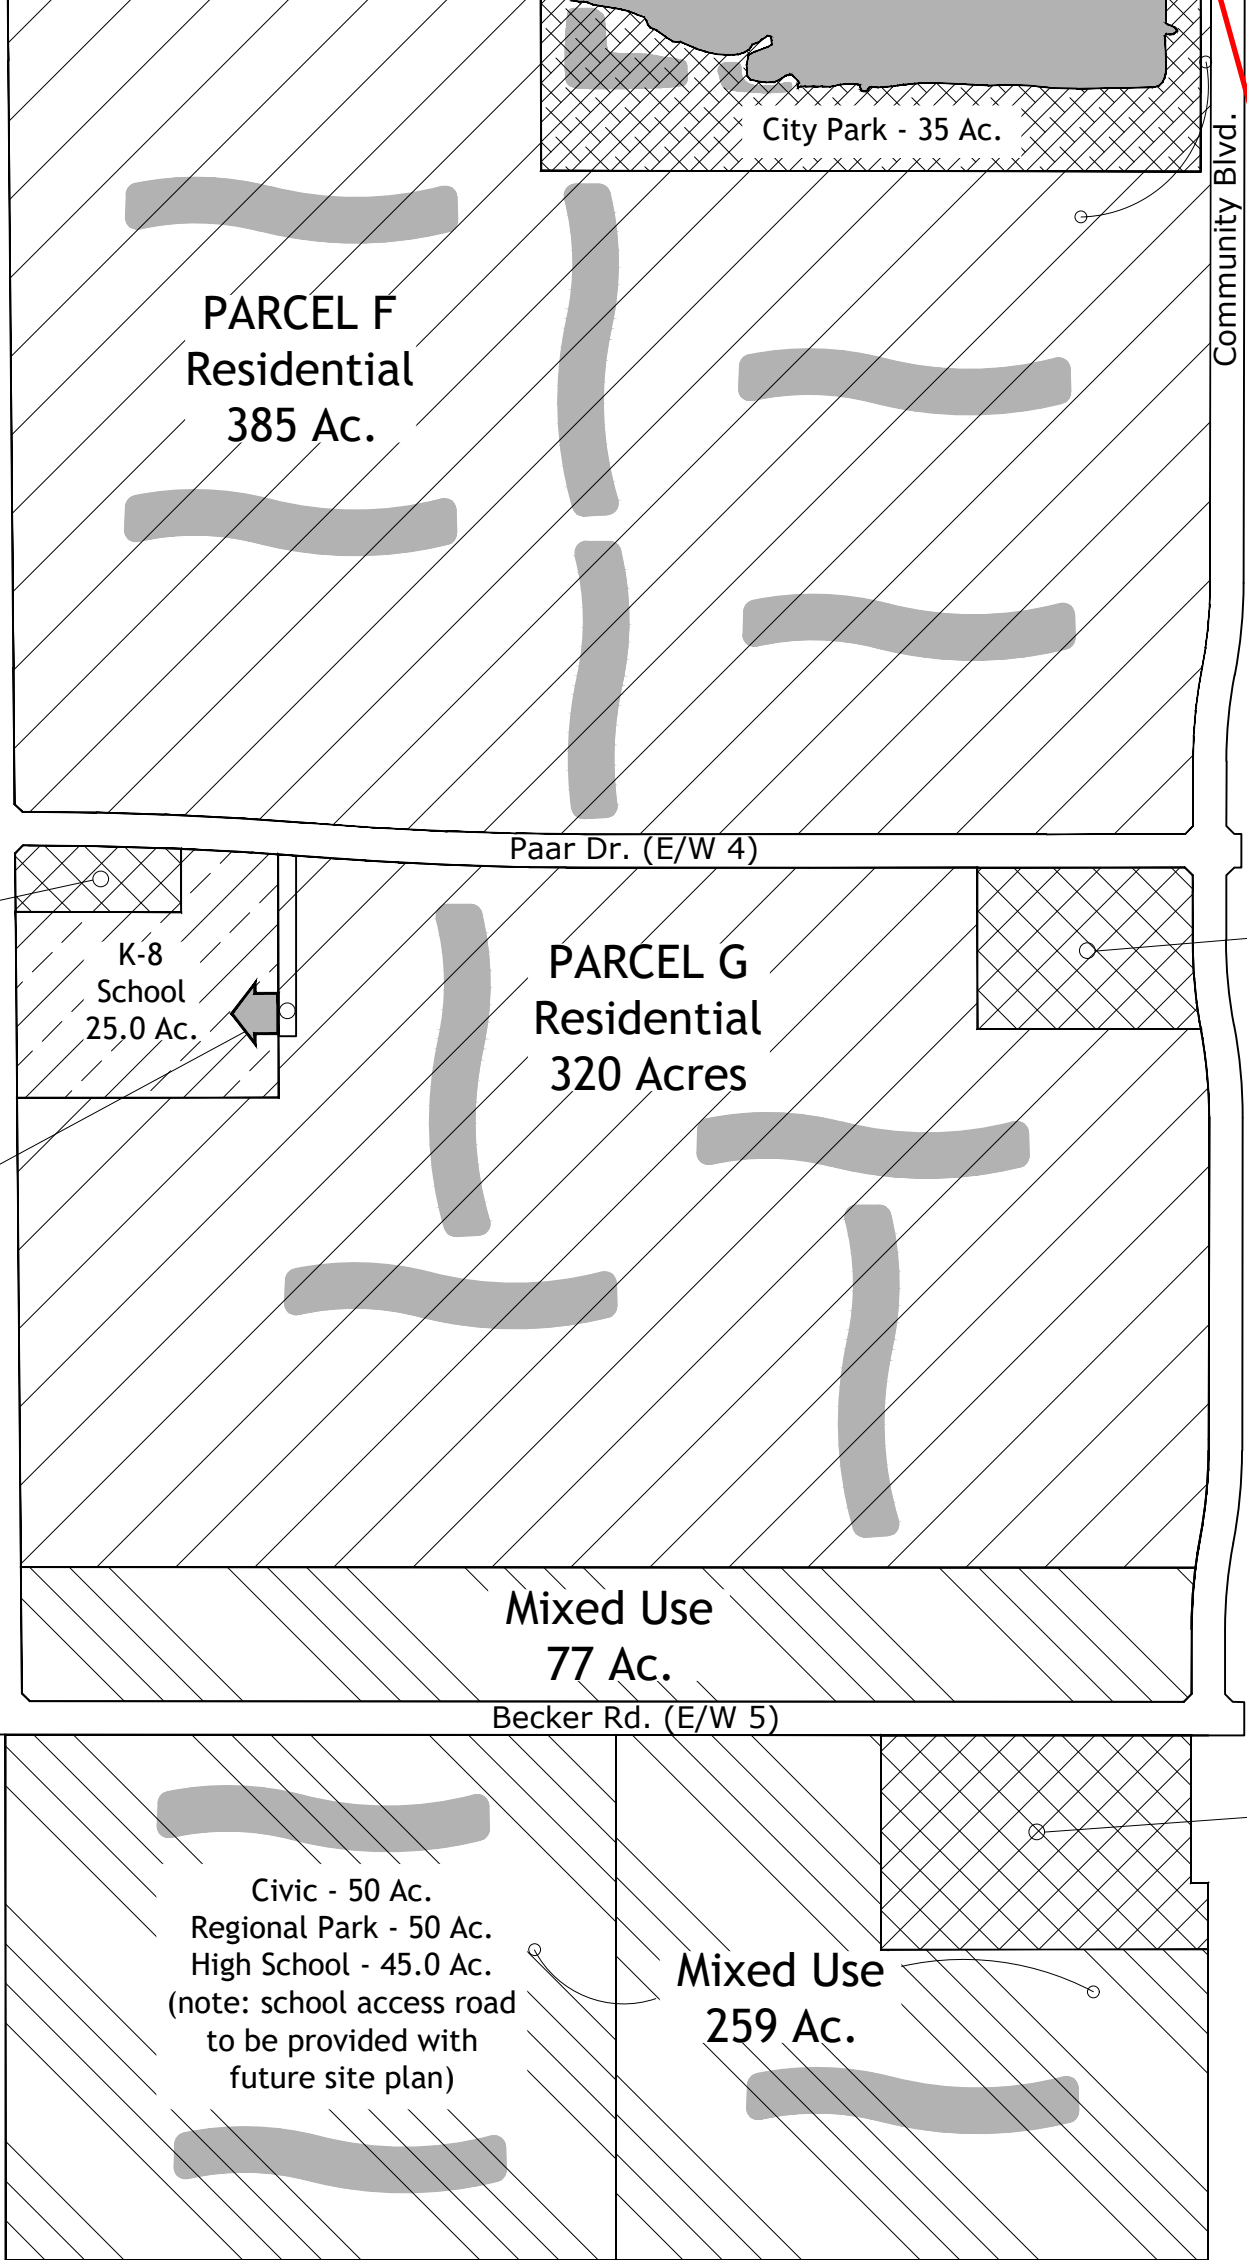 City Park - 35 Ac.
Community Blvd.
PARCEL F
Residential
385 Ac.
Paar Dr. (E/W 4)
K-8
School
25.0 Ac.
PARCEL G
Residential
320 Acres
Mixed Use
77 Ac.
Becker Rd. (E/W 5)
Civic - 50 Ac.
Regional Park - 50 Ac.
High School - 45.0 Ac.
(note: school access road
to be provided with
future site plan)
Mixed Use
259 Ac.